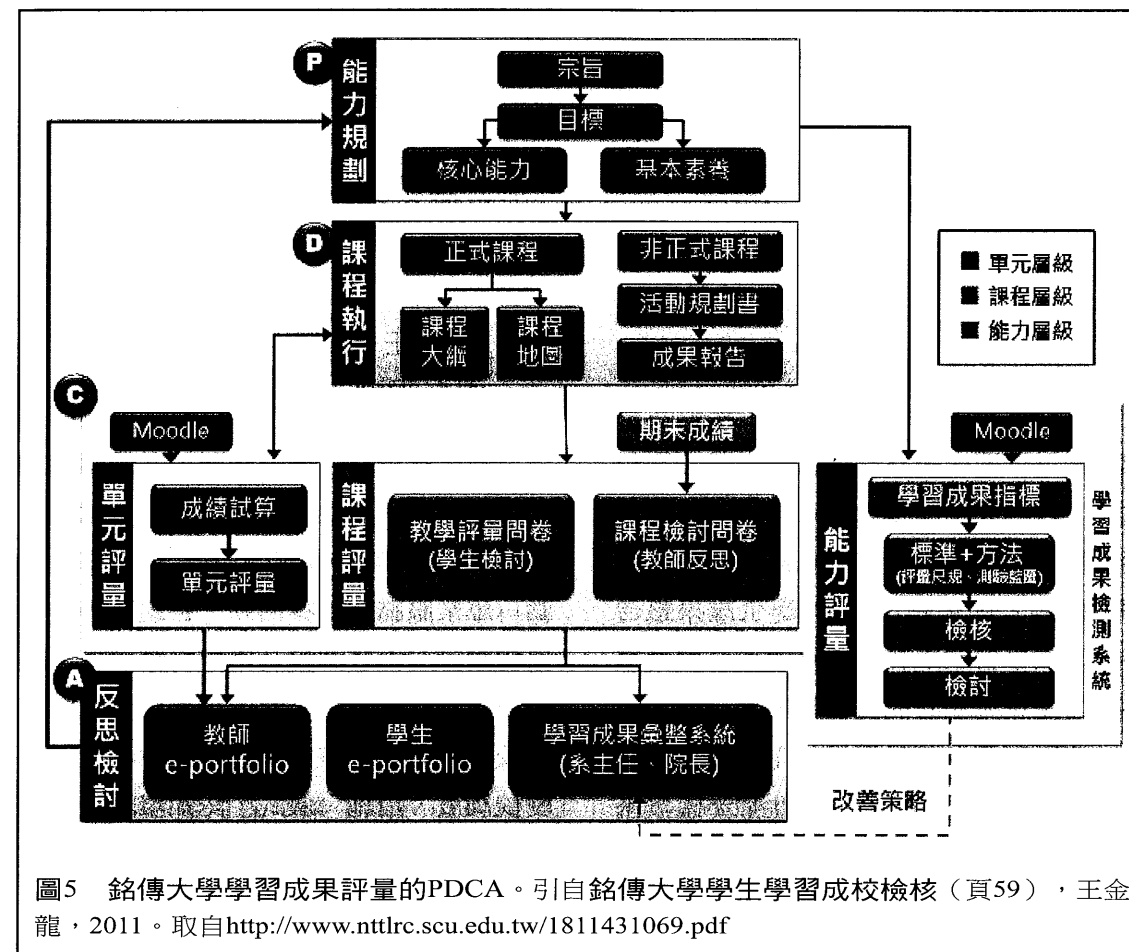 P
能力規劃
宗旨
目標
核心能力
基本素養
D
課程執行
正式課程
非正式課程
課程
大綱
課程
地圖
活動規劃書
成果報告
單元層級
課程層級
能力層級
C
Moodle
單元評量
成績試算
單元評量
期末成績
課程評量
教學評量問卷
(學生檢討)
課程檢討問卷
(教師反思)
Moodle
能力評量
學習成果指標
標準+方法
(評量尺規、測驗藍圖)
檢核
檢討
學習成果檢測系統
A
反思檢討
教師
e-portfolio
學生
e-portfolio
學習成果彙整系統
(系主任、院長)
改善策略
圖5 銘傳大學學習成果評量的PDCA。引自銘傳大學學生學習成校檢核(頁59),王金
龍,2011。取自http://www.nttlrc.scu.edu.tw/1811431069.pdf